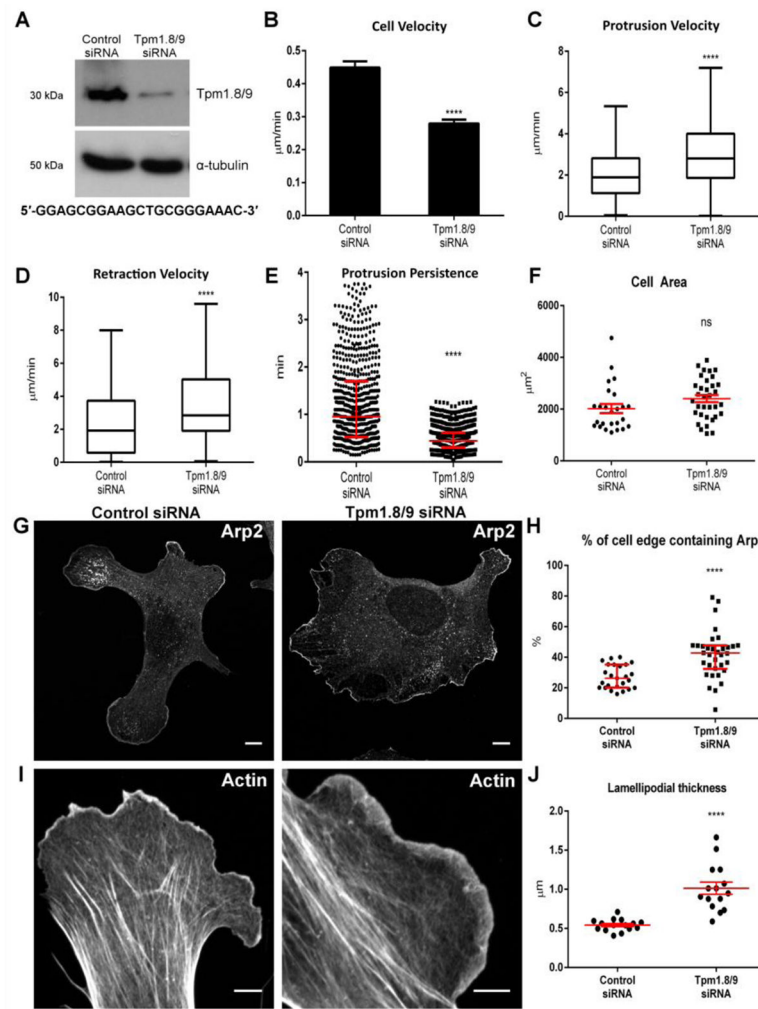 A
Control
siRNA
Tpm1.8/9
siRNA
30 kDa
Tpm1.8/9
50 kDa
α-tubulin
5′-GGAGCGGAAGCTGCGGGAAAC-3′
B
Cell Velocity
μm/min
0.5
0.4
0.3
0.2
0.1
0.0
****
Control
siRNA
Tpm1.8/9
siRNA
C
Protrusion Velocity
μm/min
8
6
4
2
0
****
Control
siRNA
Tpm1.8/9
siRNA
D
Retraction Velocity
μm/min
10
8
6
4
2
0
****
Control
siRNA
Tpm1.8/9
siRNA
E
Protrusion Persistence
min
4
3
2
1
0
****
Control
siRNA
Tpm1.8/9
siRNA
F
Cell Area
μm²
6000
4000
2000
0
ns
Control
siRNA
Tpm1.8/9
siRNA
G
Control siRNA
Arp2
Tpm1.8/9 siRNA
Arp2
H
% of cell edge containing Arp
%
100
80
60
40
20
0
****
Control
siRNA
Tpm1.8/9
siRNA
I
Actin
Actin
J
Lamellipodial thickness
μm
2.0
1.5
1.0
0.5
0.0
****
Control
siRNA
Tpm1.8/9
siRNA